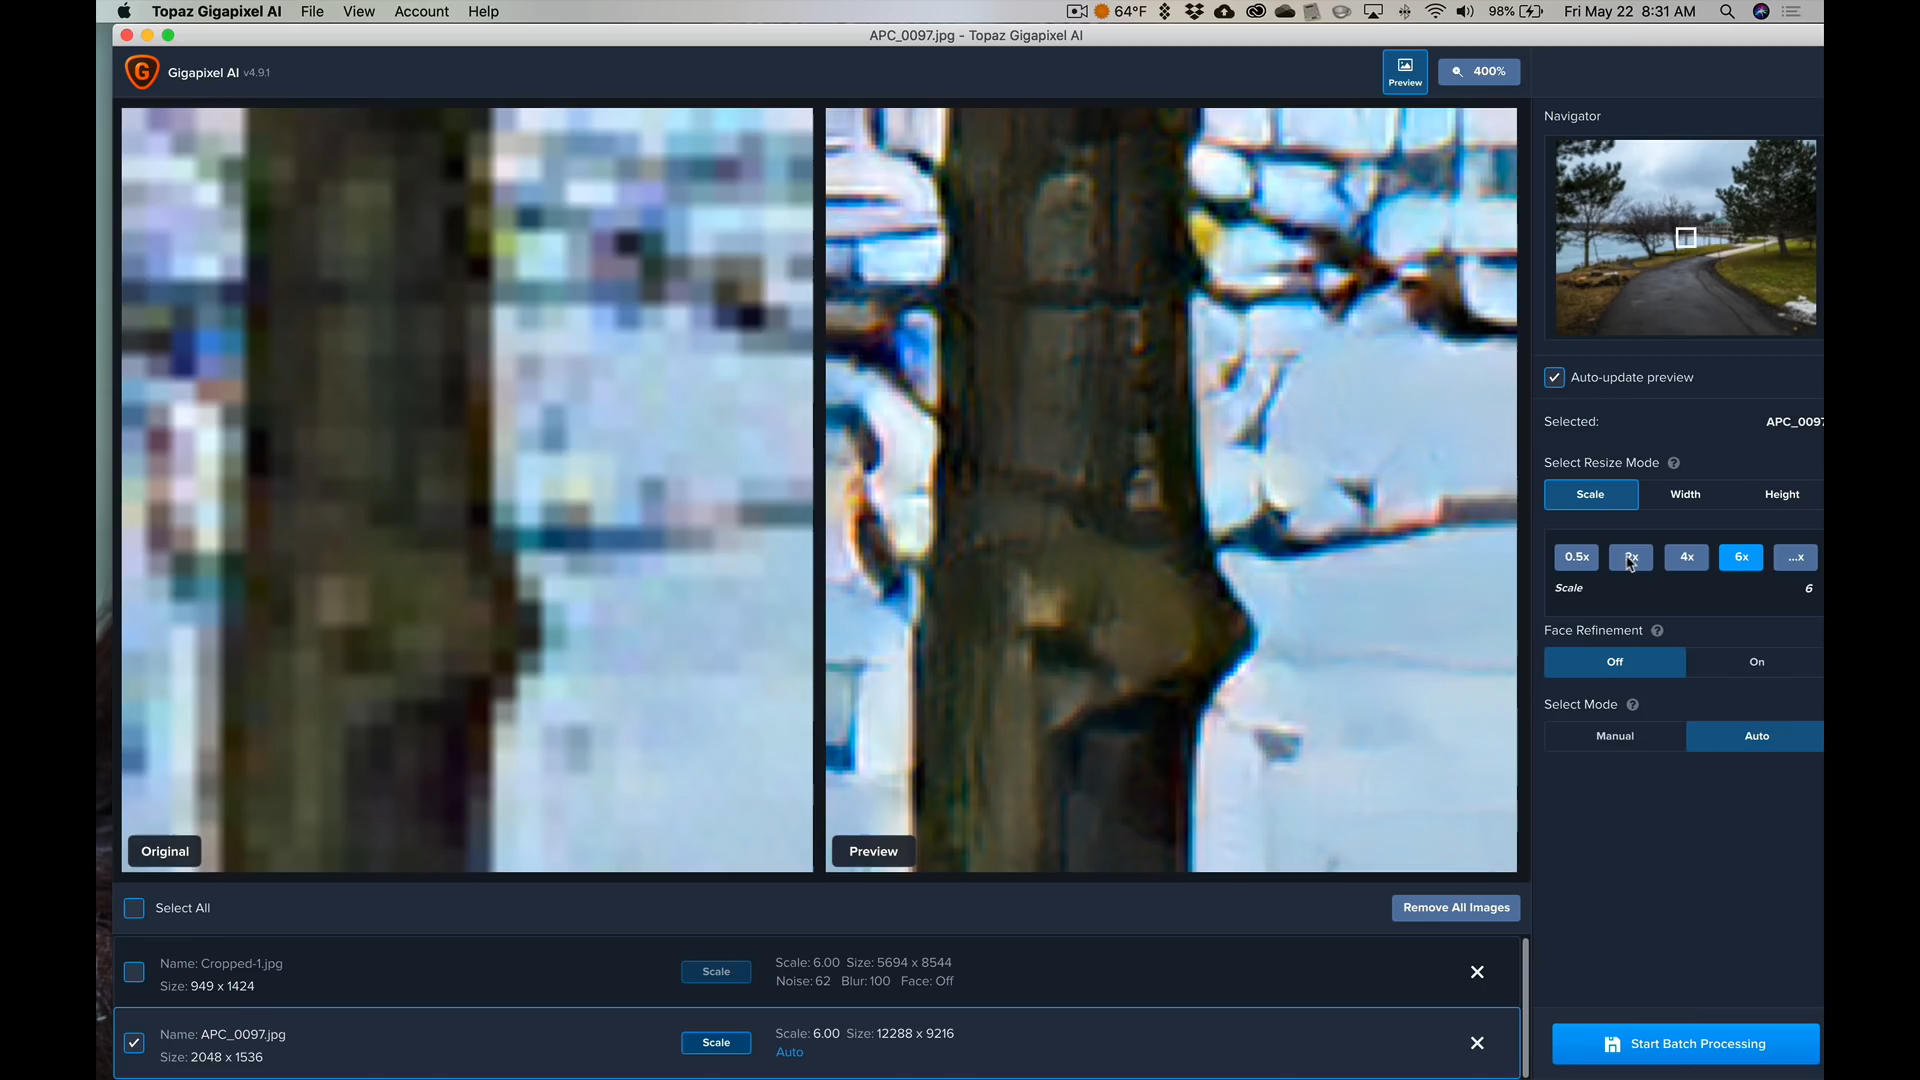 Topaz Gigapixel AI File View Account Help 64°F 98% Fri May 22 8:31 AM
APC_0097.jpg - Topaz Gigapixel AI
G Gigapixel AI v4.9.1 Preview 400%
Navigator
Auto-update preview
Selected: APC_0097
Select Resize Mode ?
Scale Width Height
0.5x 2x 4x 6x ...x
Scale 6
Face Refinement ?
Off On
Select Mode ?
Manual Auto
Original Preview
Select All Remove All Images
Name: Cropped-1.jpg Scale Scale: 6.00 Size: 5694 x 8544
Size: 949 x 1424 Noise: 62 Blur: 100 Face: Off
Name: APC_0097.jpg Scale Scale: 6.00 Size: 12288 x 9216
Size: 2048 x 1536 Auto
Start Batch Processing